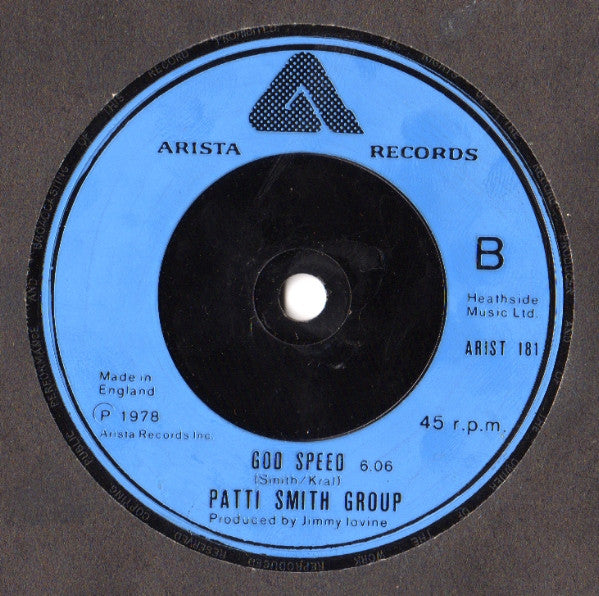 ARISTA RECORDS
B
Heathside
Music Ltd.
ARIST 181
Made in
England
Ⓟ 1978
Arista Records Inc.
45 r.p.m.
GOD SPEED 6.06
(Smith/Kral)
PATTI SMITH GROUP
Produced by Jimmy Iovine